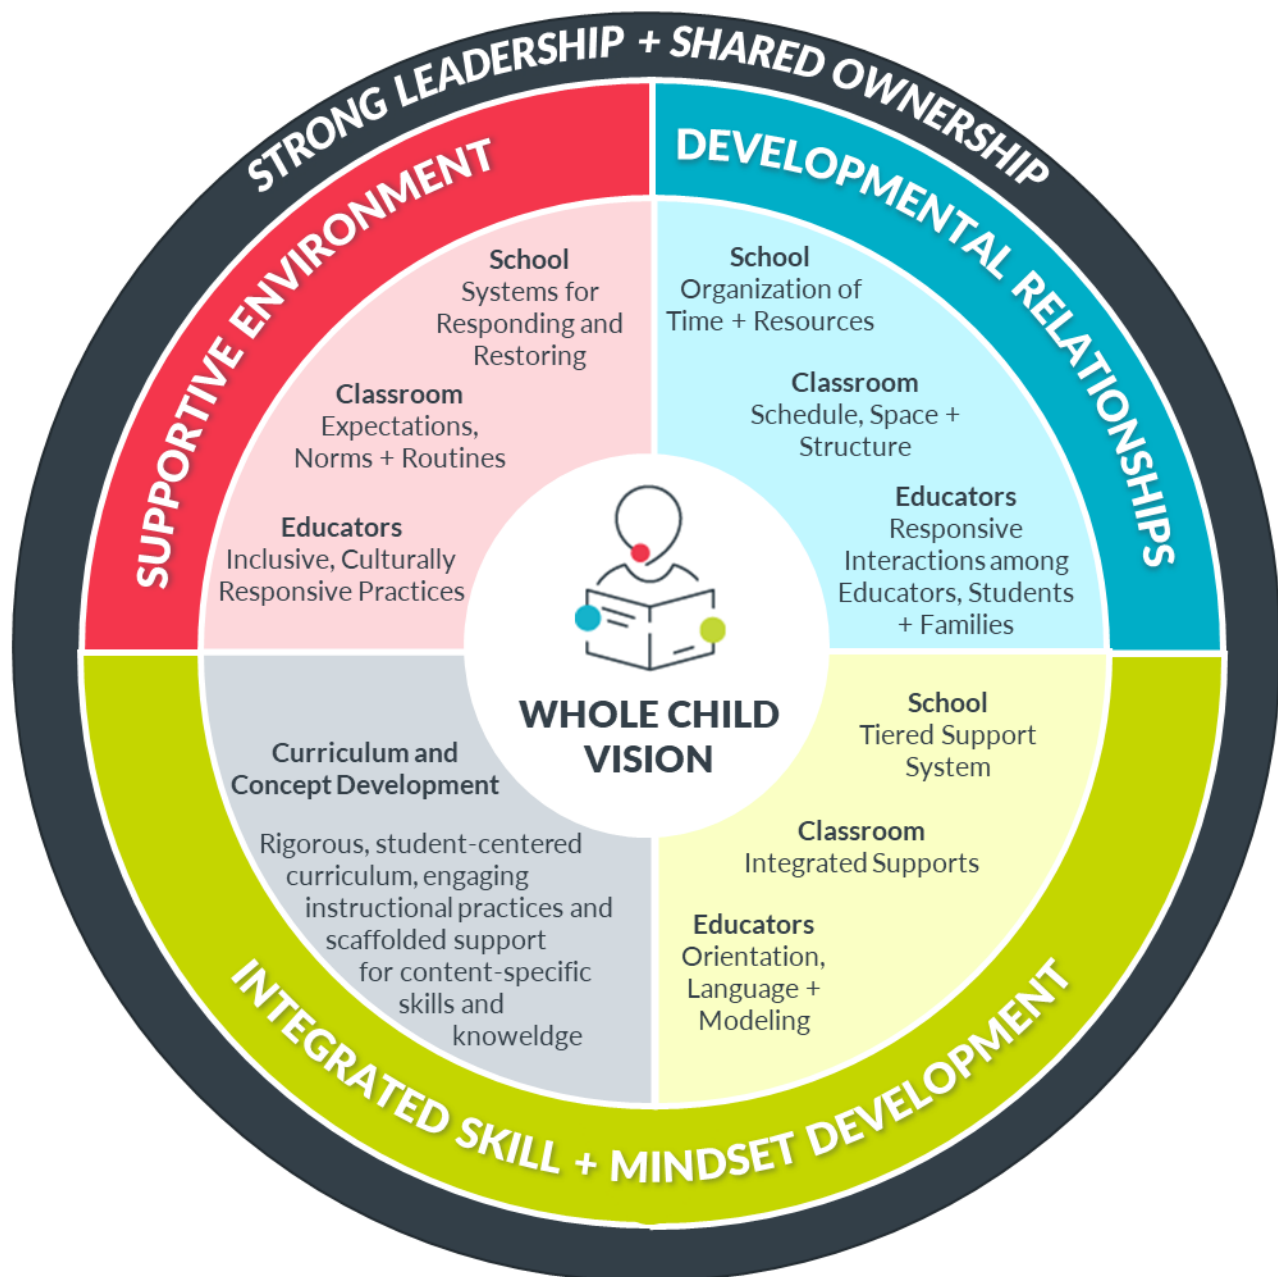 STRONG LEADERSHIP + SHARED OWNERSHIP
SUPPORTIVE ENVIRONMENT
School
Systems for
Responding and
Restoring
Classroom
Expectations,
Norms + Routines
Educators
Inclusive, Culturally
Responsive Practices
DEVELOPMENTAL RELATIONSHIPS
School
Organization of
Time + Resources
Classroom
Schedule, Space +
Structure
Educators
Responsive
Interactions among
Educators, Students
+ Families
WHOLE CHILD
VISION
Curriculum and
Concept Development
Rigorous, student-centered
curriculum, engaging
instructional practices and
scaffolded support
for content-specific
skills and
knoweldge
School
Tiered Support
System
Classroom
Integrated Supports
Educators
Orientation,
Language +
Modeling
INTEGRATED SKILL + MINDSET DEVELOPMENT